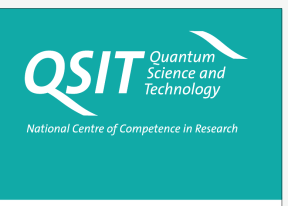 QSIT
Quantum
Science and
Technology
National Centre of Competence in Research